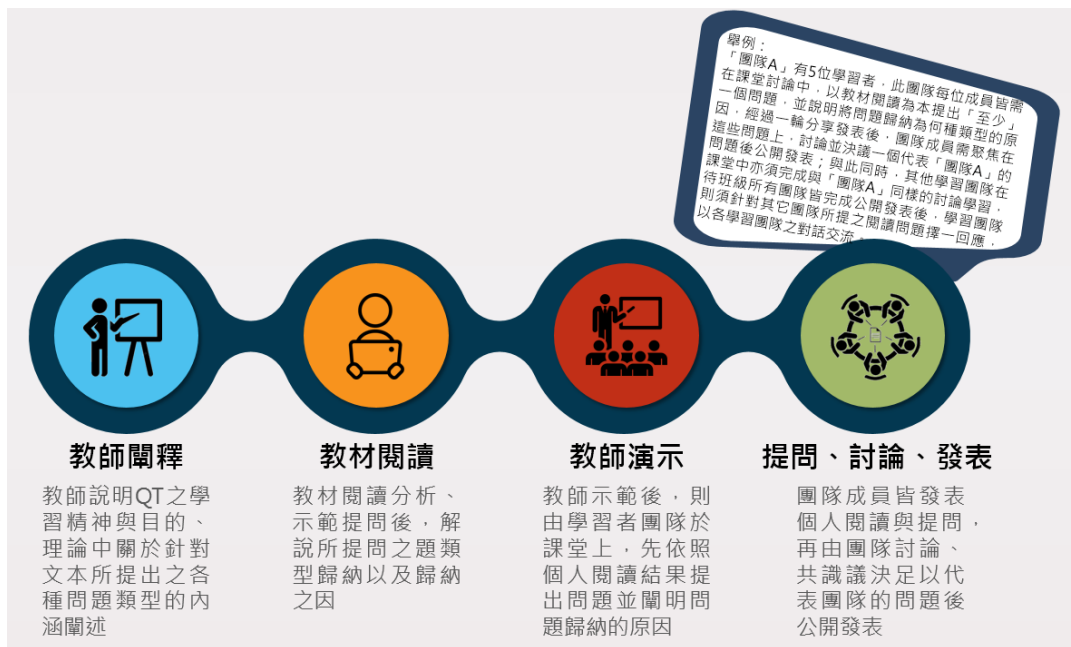 舉例：
「團隊A」有5位學習者，此團隊每位成員皆需
在課堂討論中，以教材閱讀為本提出「至少」
一個問題，並說明將問題歸納為何種類型的原
因，經過一輪分享發表後，團隊成員需聚焦在
這些問題上，討論並決議一個代表「團隊A」的
問題後公開發表；與此同時，其他學習團隊在
課堂中亦須完成與「團隊A」同樣的討論學習，
待班級所有團隊皆完成公開發表後，學習團隊
則須針對其它團隊所提之閱讀問題擇一回應，
以各學習團隊之對話交流。
教師闡釋
教師說明QT之學
習精神與目的、
理論中關於針對
文本所提出之各
種問題類型的內
涵闡述
教材閱讀
教材閱讀分析、
示範提問後，解
說所提問之題類
型歸納以及歸納
之因
教師演示
教師示範後，則
由學習者團隊於
課堂上，先依照
個人閱讀結果提
出問題並闡明問
題歸納的原因
提問、討論、發表
團隊成員皆發表
個人閱讀與提問，
再由團隊討論、
共識議決足以代
表團隊的問題後
公開發表